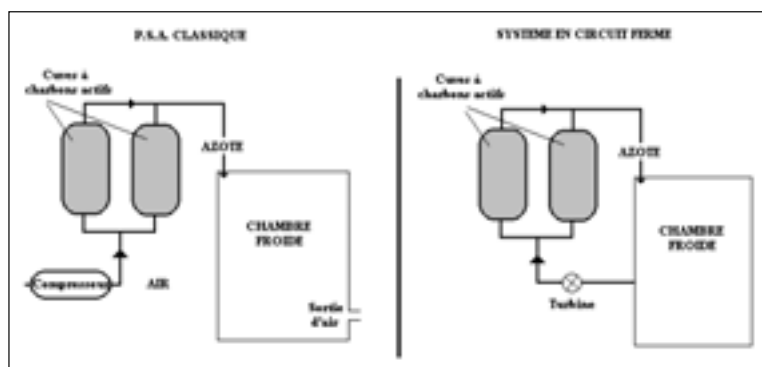 P.S.A. CLASSIQUE
Cuves à
charbons actifs
AZOTE
CHAMBRE
FROIDE
Compresseur
AIR
Sortie
d'air
SYSTEME EN CIRCUIT FERME
Cuves à
charbons actifs
AZOTE
CHAMBRE
FROIDE
Turbine